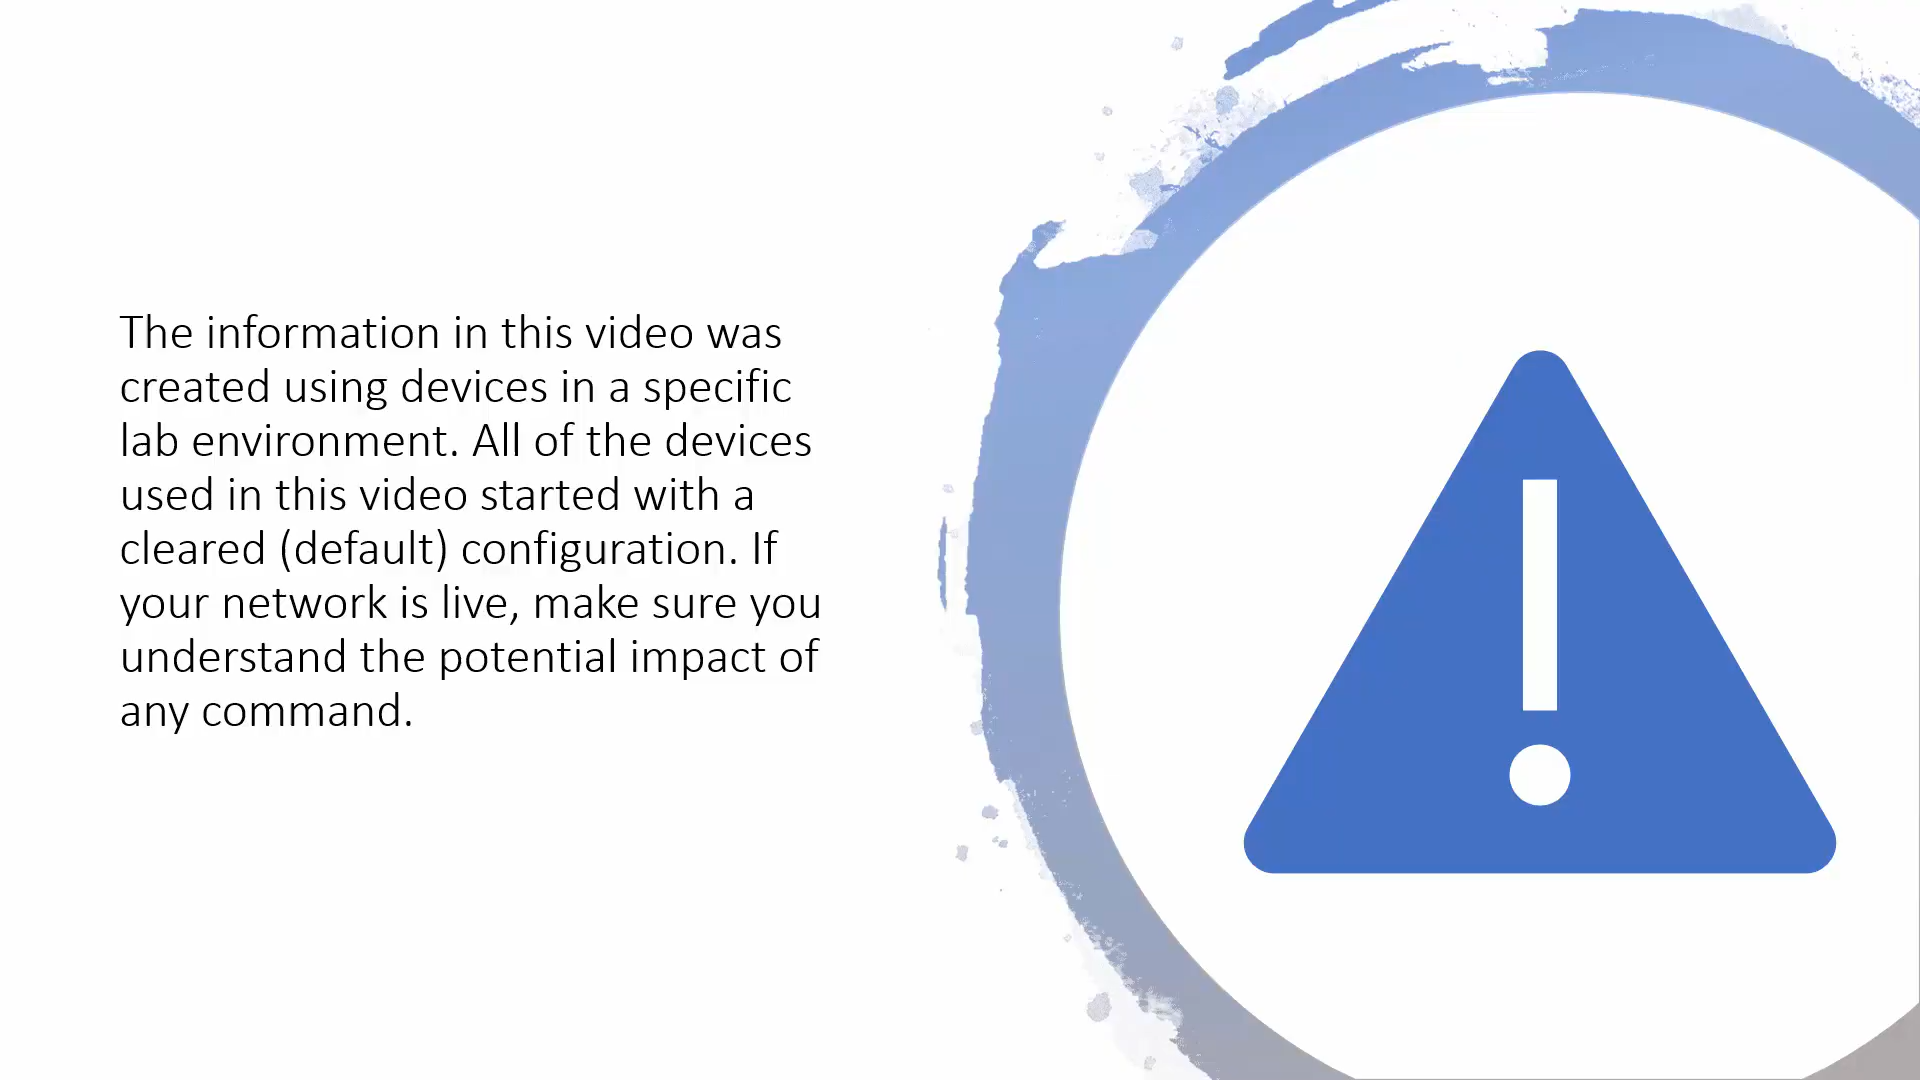 The information in this video was
created using devices in a specific
lab environment. All of the devices
used in this video started with a
cleared (default) configuration. If
your network is live, make sure you
understand the potential impact of
any command.